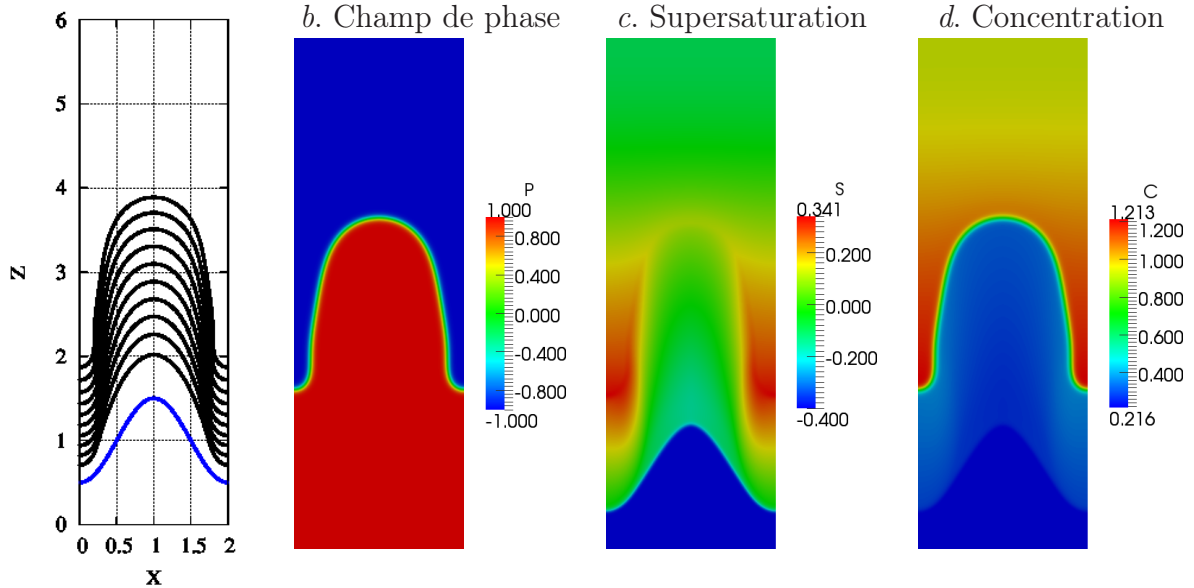 b. Champ de phase
c. Supersaturation
d. Concentration
6
5
4
3
2
1
0
z
0 0.5 1 1.5 2
x
P
1.000
0.800
0.400
0.000
-0.400
-0.800
-1.000
S
0.341
0.200
0.000
-0.200
-0.400
C
1.213
1.200
1.000
0.800
0.600
0.400
0.216